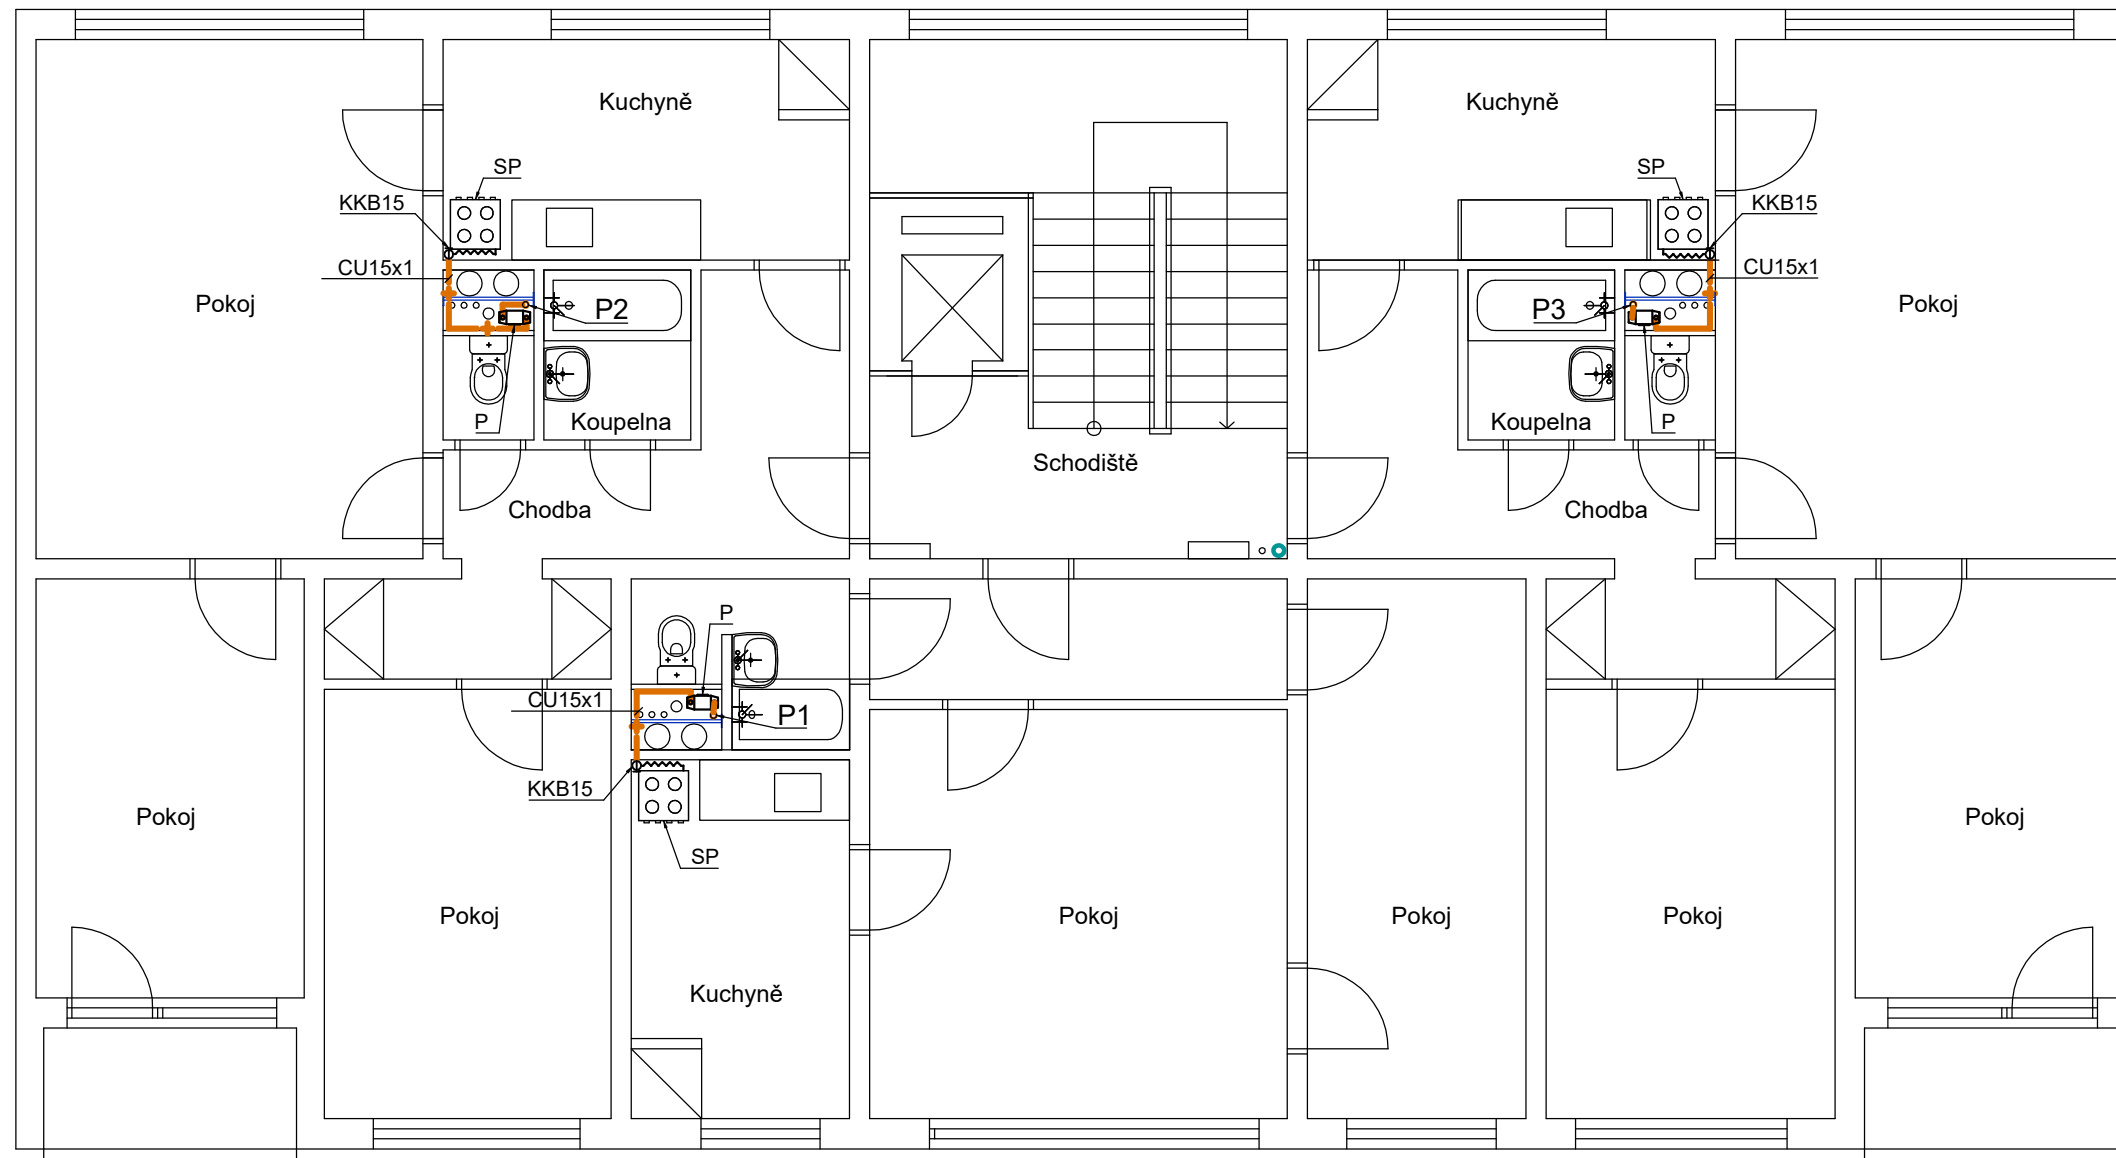 Kuchyně
Kuchyně
SP
SP
KKB15
KKB15
CU15x1
CU15x1
Pokoj
P2
P3
Pokoj
P
Koupelna
Koupelna
P
Schodiště
Chodba
Chodba
P
CU15x1
P1
KKB15
Pokoj
Pokoj
SP
Pokoj
Pokoj
Pokoj
Pokoj
Kuchyně